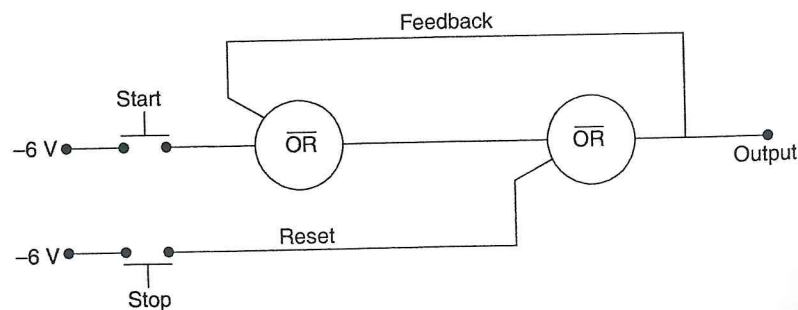 Feedback
Start
–6 V
OR
OR
Output
–6 V
Reset
Stop